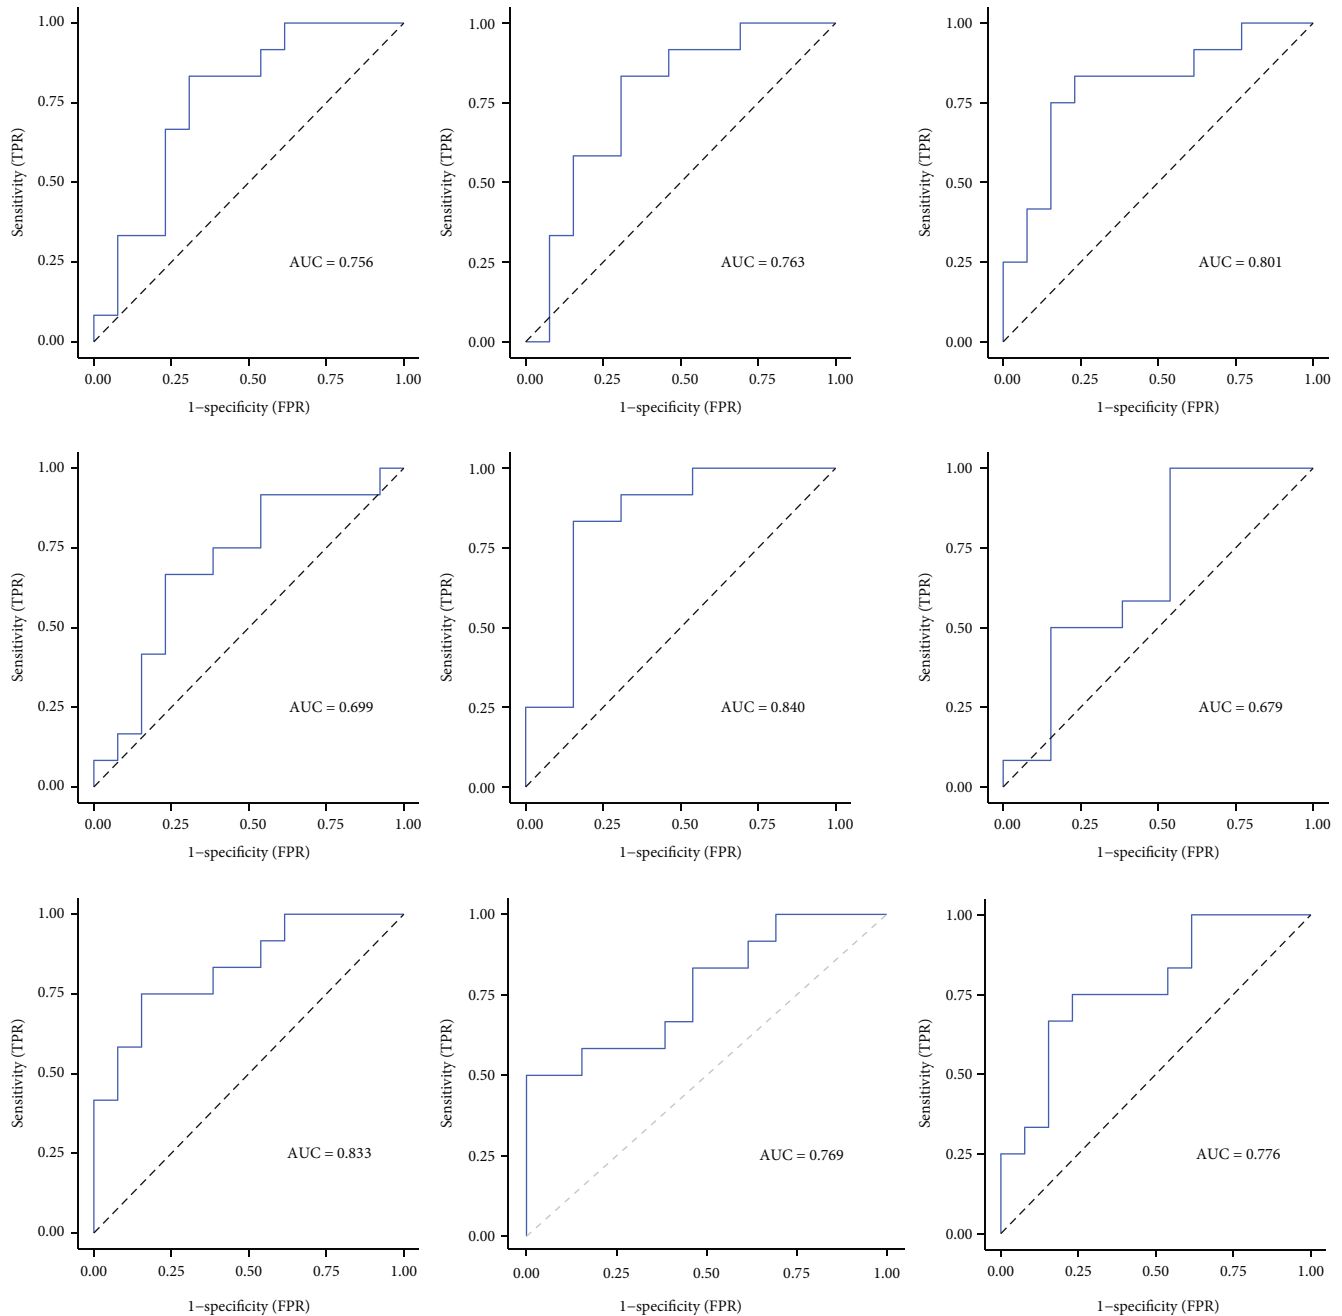 1.00
0.75
0.50
0.25
0.00
Sensitivity (TPR)
AUC = 0.756
0.00 0.25 0.50 0.75 1.00
1−specificity (FPR)
1.00
0.75
0.50
0.25
0.00
Sensitivity (TPR)
AUC = 0.763
0.00 0.25 0.50 0.75 1.00
1−specificity (FPR)
1.00
0.75
0.50
0.25
0.00
Sensitivity (TPR)
AUC = 0.801
0.00 0.25 0.50 0.75 1.00
1−specificity (FPR)
1.00
0.75
0.50
0.25
0.00
Sensitivity (TPR)
AUC = 0.699
0.00 0.25 0.50 0.75 1.00
1−specificity (FPR)
1.00
0.75
0.50
0.25
0.00
Sensitivity (TPR)
AUC = 0.840
0.00 0.25 0.50 0.75 1.00
1−specificity (FPR)
1.00
0.75
0.50
0.25
0.00
Sensitivity (TPR)
AUC = 0.679
0.00 0.25 0.50 0.75 1.00
1−specificity (FPR)
1.00
0.75
0.50
0.25
0.00
Sensitivity (TPR)
AUC = 0.833
0.00 0.25 0.50 0.75 1.00
1−specificity (FPR)
1.00
0.75
0.50
0.25
0.00
Sensitivity (TPR)
AUC = 0.769
0.00 0.25 0.50 0.75 1.00
1−specificity (FPR)
1.00
0.75
0.50
0.25
0.00
Sensitivity (TPR)
AUC = 0.776
0.00 0.25 0.50 0.75 1.00
1−specificity (FPR)